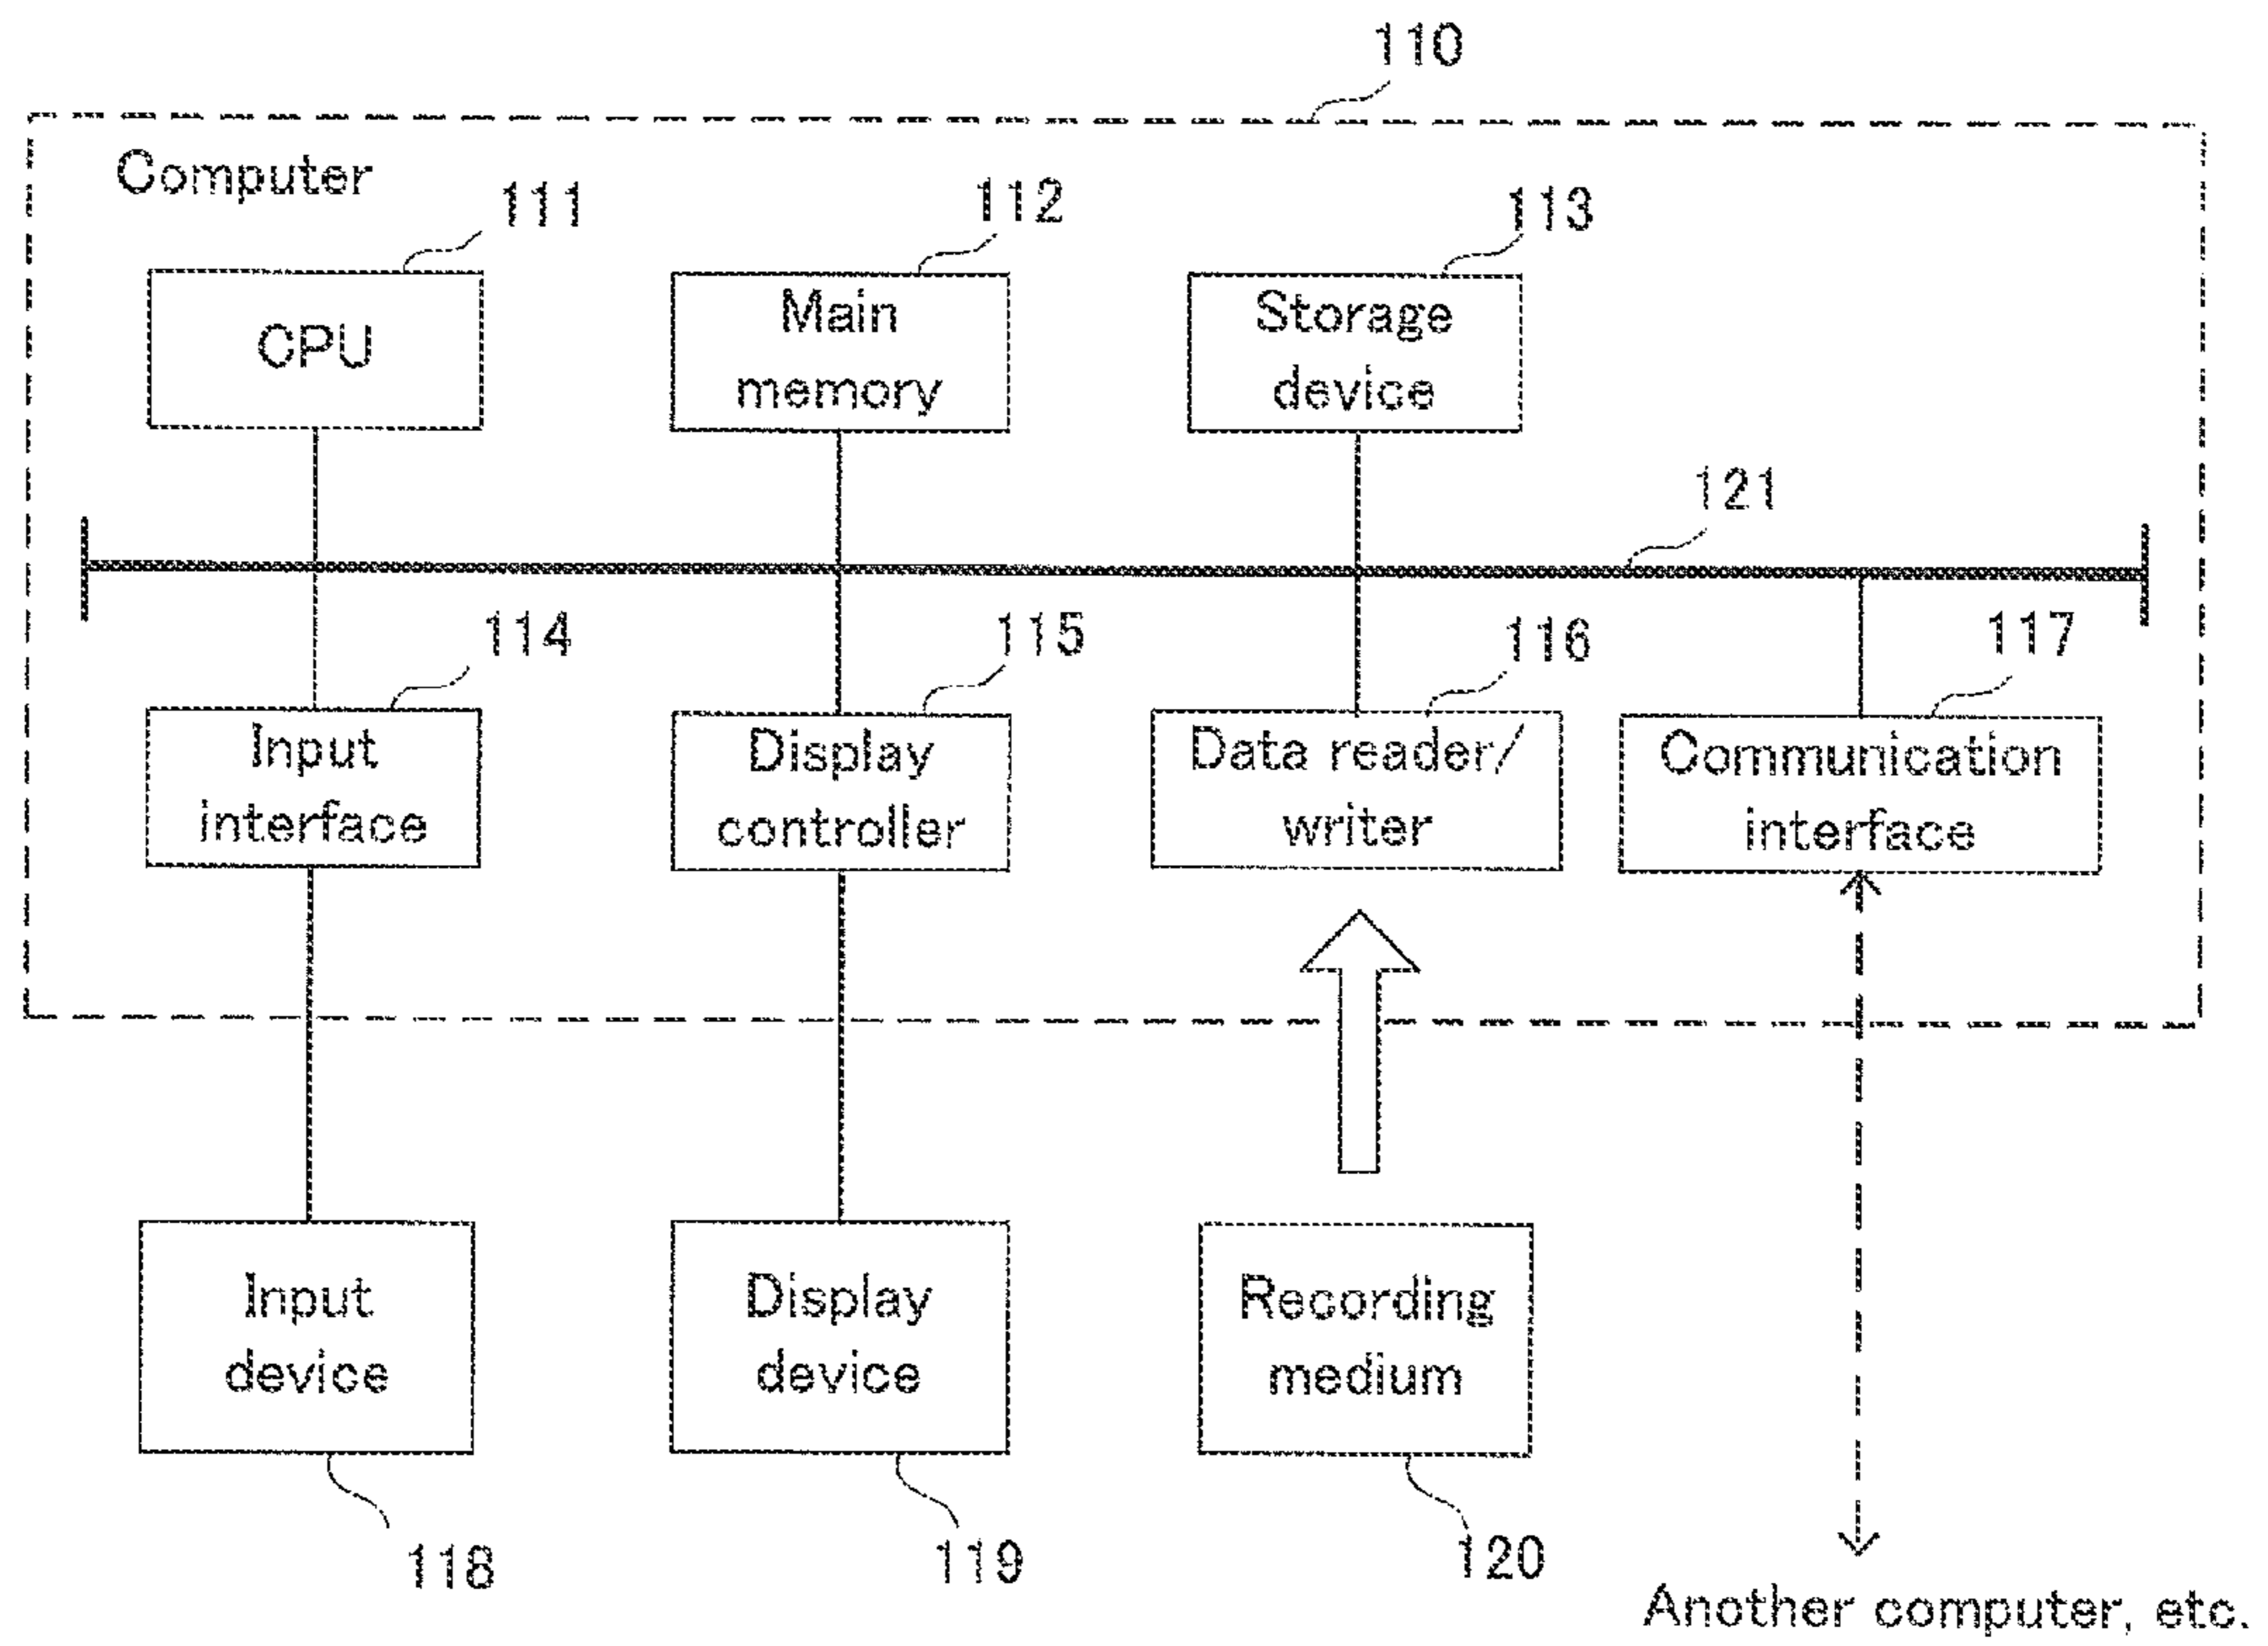 110
Computer
111
112
113
CPU
Main
memory
Storage
device
121
114
115
116
117
Input
interface
Display
controller
Data reader/
writer
Communication
interface
Input
device
Display
device
Recording
medium
118
119
120
Another computer, etc.